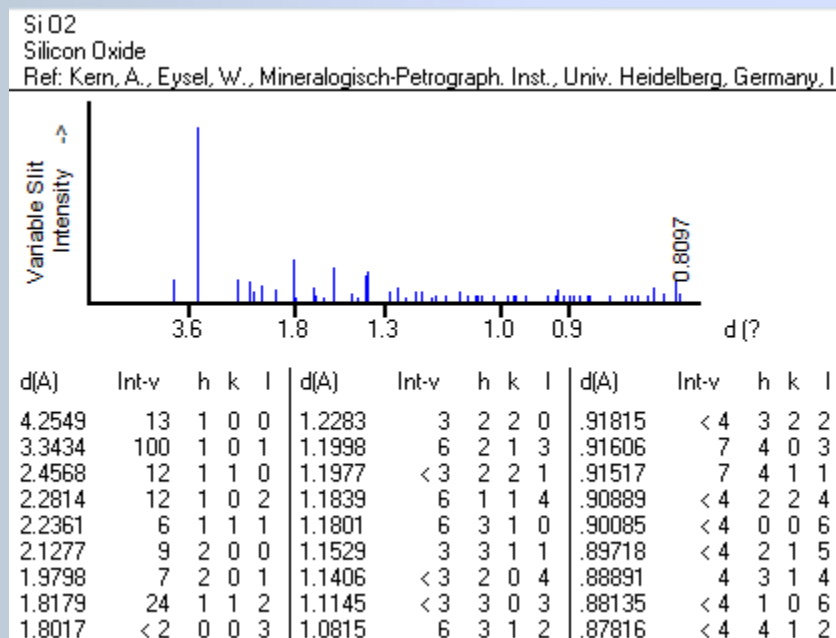 Si O2
Silicon Oxide
Ref: Kern, A., Eysel, W., Mineralogisch-Petrograph. Inst., Univ. Heidelberg, Germany, I
Variable Slit
Intensity ->
0.8097
3.6 1.8 1.3 1.0 0.9 d (?
d(A) Int-v h k l d(A) Int-v h k l d(A) Int-v h k l
4.2549 13 1 0 0 1.2283 3 2 2 0 .91815 < 4 3 2 2
3.3434 100 1 0 1 1.1998 6 2 1 3 .91606 7 4 0 3
2.4568 12 1 1 0 1.1977 < 3 2 2 1 .91517 7 4 1 1
2.2814 12 1 0 2 1.1839 6 1 1 4 .90889 < 4 2 2 4
2.2361 6 1 1 1 1.1801 6 3 1 0 .90085 < 4 0 0 6
2.1277 9 2 0 0 1.1529 3 3 1 1 .89718 < 4 2 1 5
1.9798 7 2 0 1 1.1406 < 3 2 0 4 .88891 4 3 1 4
1.8179 24 1 1 2 1.1145 < 3 3 0 3 .88135 < 4 1 0 6
1.8017 < 2 0 0 3 1.0815 6 3 1 2 .87816 < 4 4 1 2